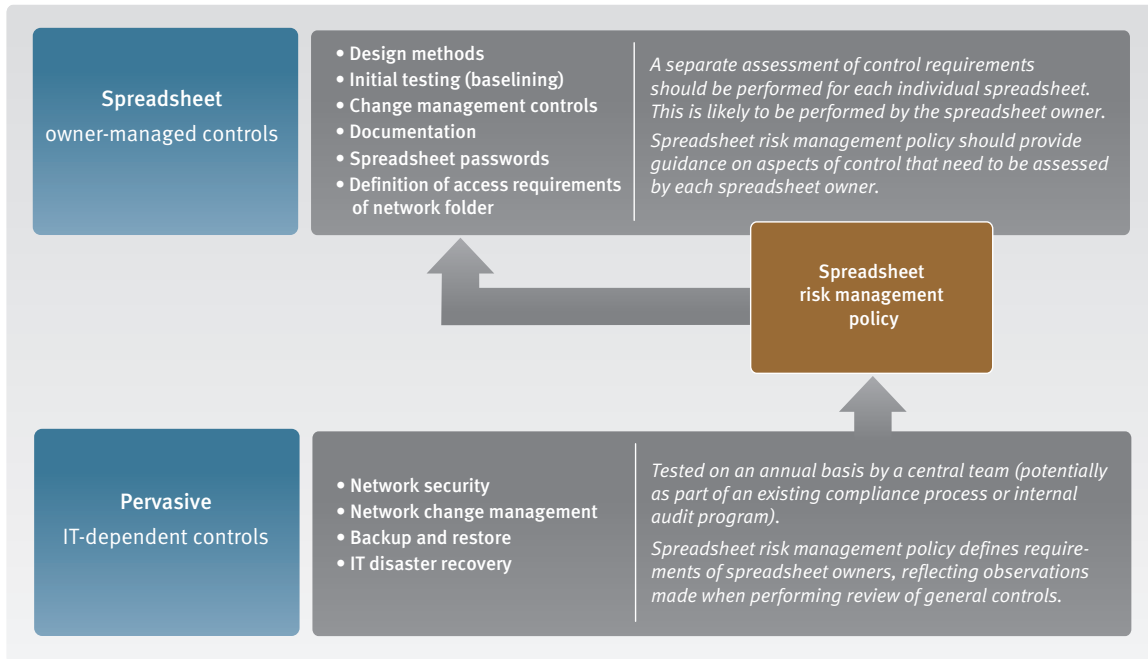 Spreadsheet
owner-managed controls
• Design methods
• Initial testing (baselining)
• Change management controls
• Documentation
• Spreadsheet passwords
• Definition of access requirements
of network folder
A separate assessment of control requirements
should be performed for each individual spreadsheet.
This is likely to be performed by the spreadsheet owner.
Spreadsheet risk management policy should provide
guidance on aspects of control that need to be assessed
by each spreadsheet owner.
Spreadsheet
risk management
policy
Pervasive
IT-dependent controls
• Network security
• Network change management
• Backup and restore
• IT disaster recovery
Tested on an annual basis by a central team (potentially
as part of an existing compliance process or internal
audit program).
Spreadsheet risk management policy defines require-
ments of spreadsheet owners, reflecting observations
made when performing review of general controls.